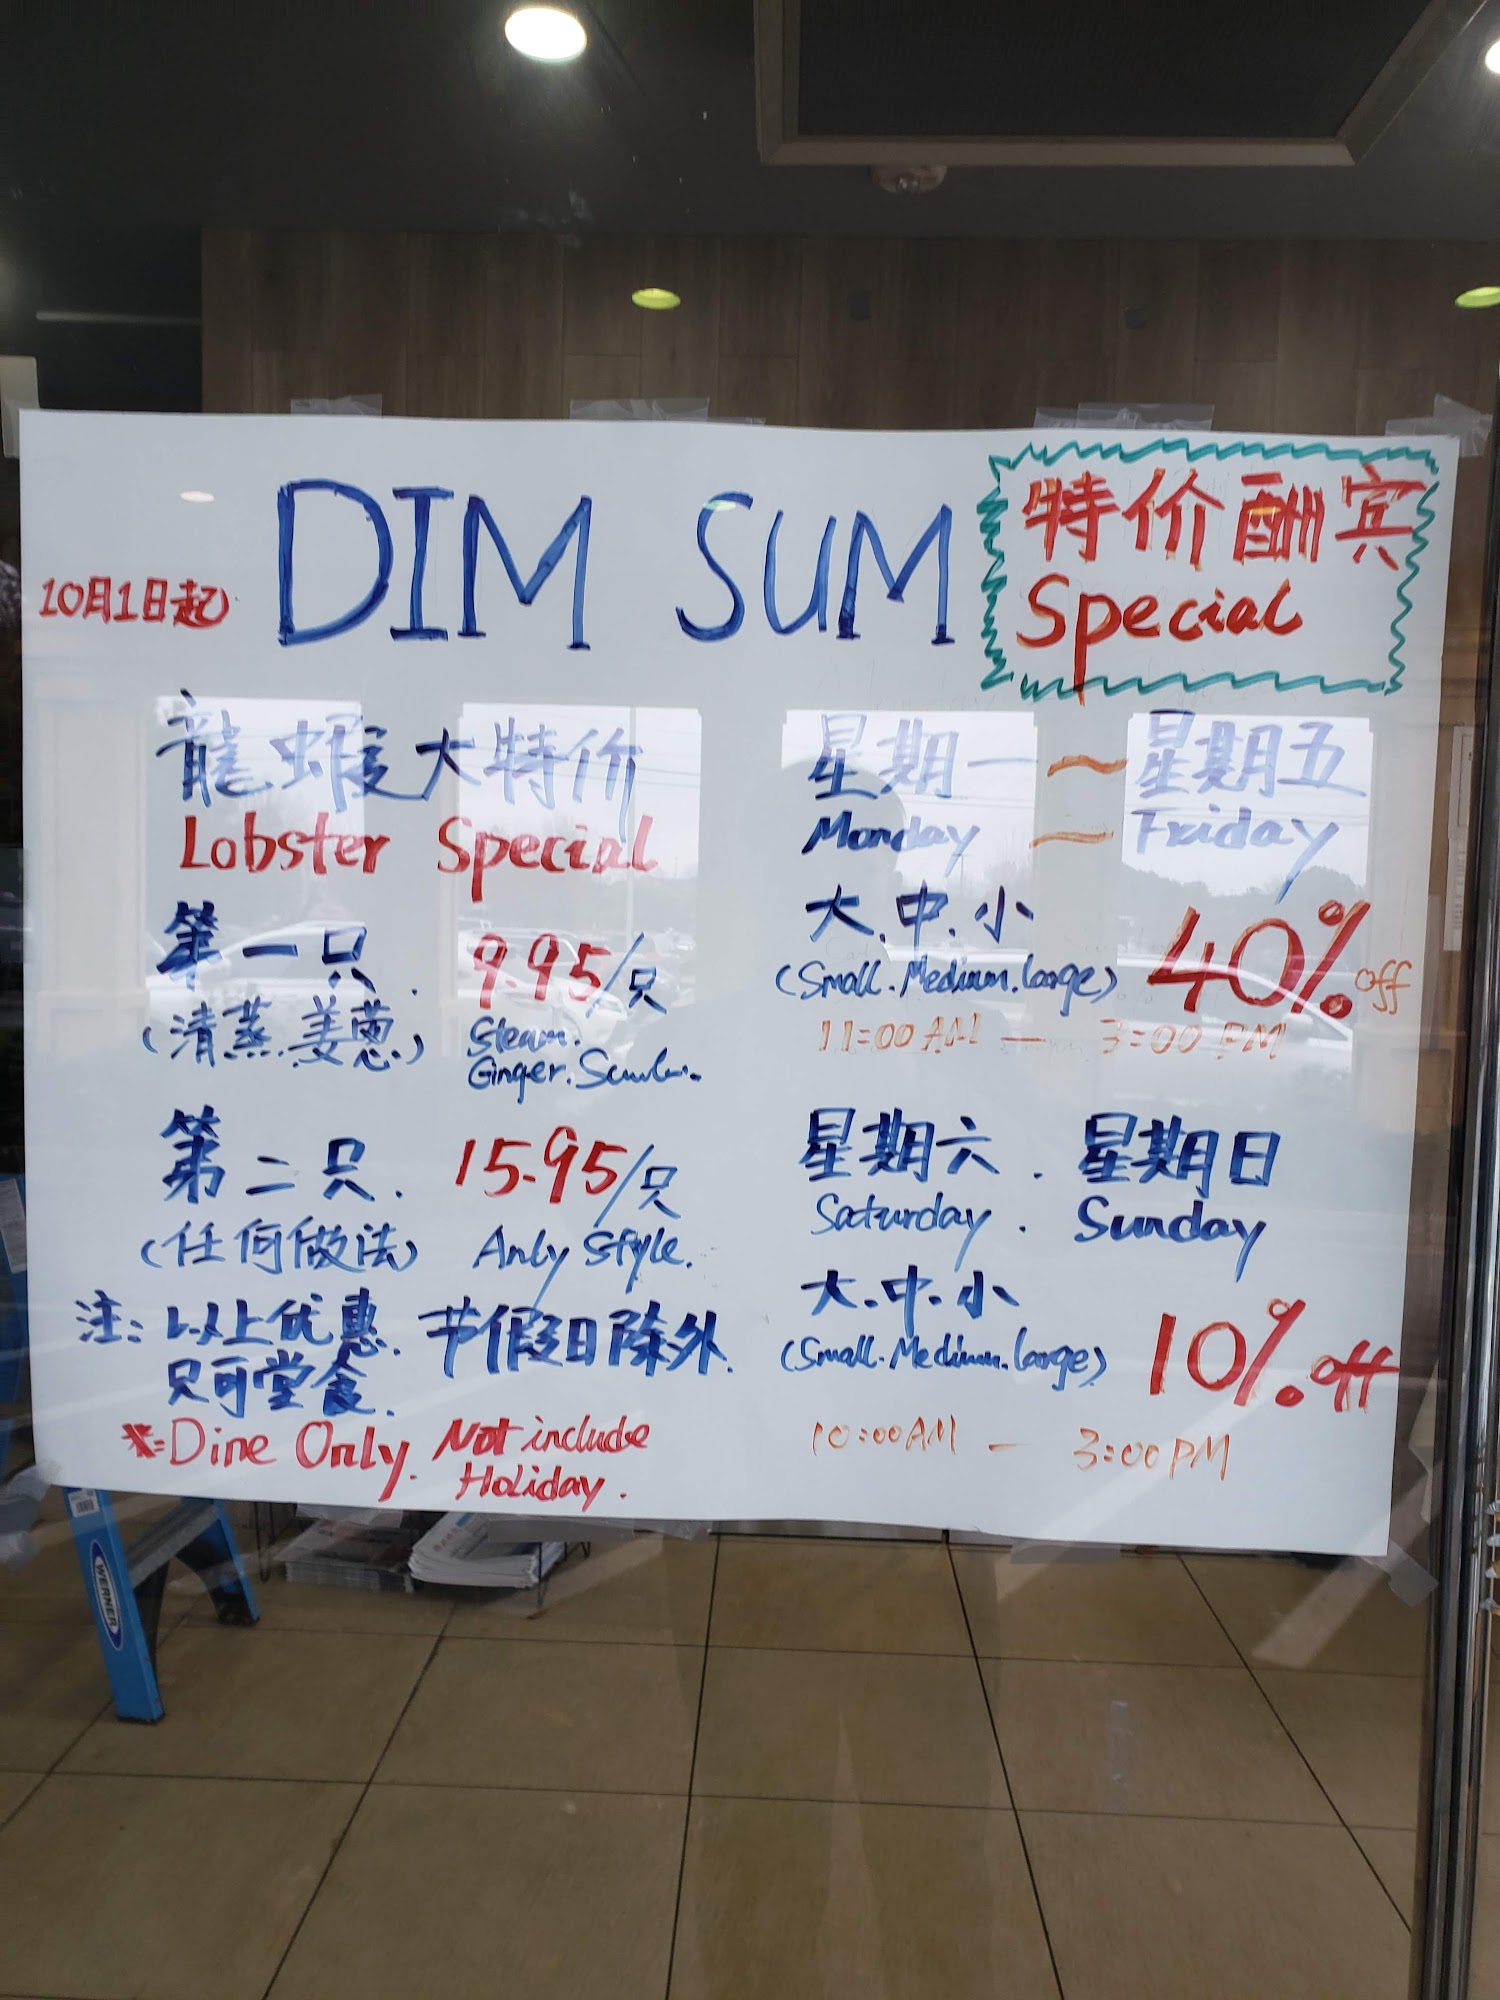 10月1日起 DIM SUM
特价酬宾
Special
龍蝦大特价
Lobster Special
第一只. 9.95/只
(清蒸.姜葱.) Steam.
Ginger.
第二只. 15.95/只
(任何做法) Anly Style.
注: 以上优惠. 节假日除外.
只可堂食.
※=Dine Only. Not include
Holiday.
星期一~星期五
Monday ~ Friday
大.中.小
(Small.Medium.large) 40% off
11:00 AM — 3:00 PM
星期六. 星期日
Saturday. Sunday
大.中.小
(Small.Medium.large) 10% off
10:00AM — 3:00PM
WERNER